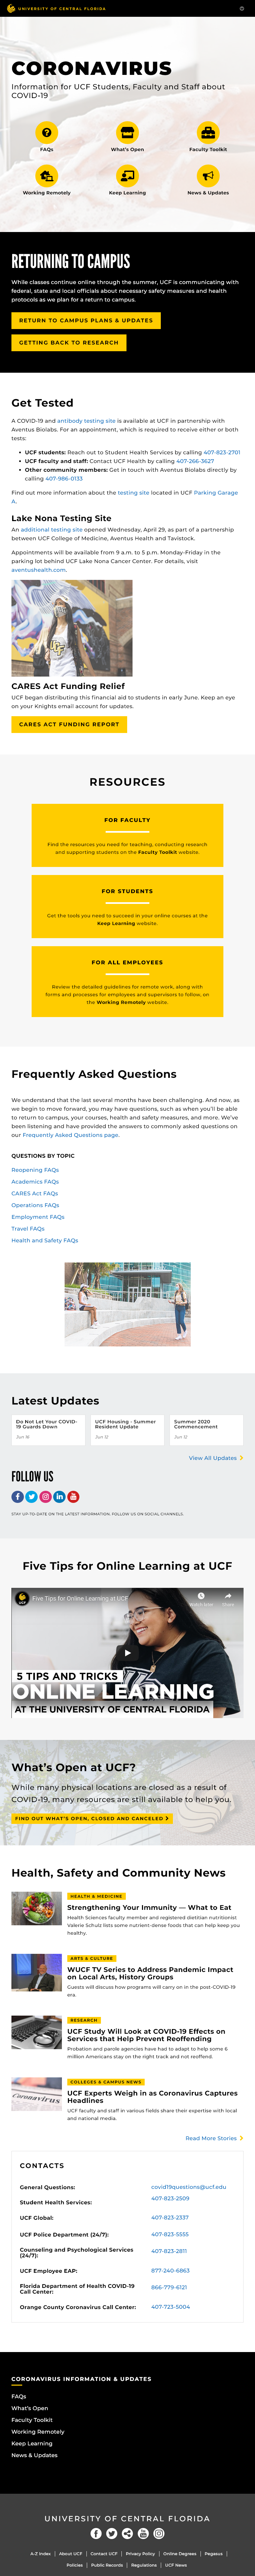 UNIVERSITY OF CENTRAL FLORIDA
CORONAVIRUS
Information for UCF Students, Faculty and Staff about
COVID-19
FAQs
What's Open
Faculty Toolkit
Working Remotely
Keep Learning
News & Updates
RETURNING TO CAMPUS
While classes continue online through the summer, UCF is communicating with
federal, state and local officials about necessary safety measures and health
protocols as we plan for a return to campus.
RETURN TO CAMPUS PLANS & UPDATES
GETTING BACK TO RESEARCH
Get Tested
A COVID-19 and antibody testing site is available at UCF in partnership with
Aventus Biolabs. For an appointment, which is required to receive either or both
tests:
• UCF students: Reach out to Student Health Services by calling 407-823-2701
• UCF faculty and staff: Contact UCF Health by calling 407-266-3627
• Other community members: Get in touch with Aventus Biolabs directly by
calling 407-986-0133
Find out more information about the testing site located in UCF Parking Garage
A.
Lake Nona Testing Site
An additional testing site opened Wednesday, April 29, as part of a partnership
between UCF College of Medicine, Aventus Health and Tavistock.
Appointments will be available from 9 a.m. to 5 p.m. Monday-Friday in the
parking lot behind UCF Lake Nona Cancer Center. For details, visit
aventushealth.com.
CARES Act Funding Relief
UCF began distributing this financial aid to students in early June. Keep an eye
on your Knights email account for updates.
CARES ACT FUNDING REPORT
RESOURCES
FOR FACULTY
Find the resources you need for teaching, conducting research
and supporting students on the Faculty Toolkit website.
FOR STUDENTS
Get the tools you need to succeed in your online courses at the
Keep Learning website.
FOR ALL EMPLOYEES
Review the detailed guidelines for remote work, along with
forms and processes for employees and supervisors to follow, on
the Working Remotely website.
Frequently Asked Questions
We understand that the last several months have been challenging. And now, as
we begin to move forward, you may have questions, such as when you'll be able
to return to campus, your courses, health and safety measures, and more. We've
been listening and have provided the answers to commonly asked questions on
our Frequently Asked Questions page.
QUESTIONS BY TOPIC
Reopening FAQs
Academics FAQs
CARES Act FAQs
Operations FAQs
Employment FAQs
Travel FAQs
Health and Safety FAQs
Latest Updates
Do Not Let Your COVID-
19 Guards Down
Jun 16
UCF Housing - Summer
Resident Update
Jun 12
Summer 2020
Commencement
Jun 12
View All Updates
FOLLOW US
STAY UP-TO-DATE ON THE LATEST INFORMATION. FOLLOW US ON SOCIAL CHANNELS.
Five Tips for Online Learning at UCF
Five Tips for Online Learning at UCF
Watch later
Share
5 TIPS AND TRICKS
ONLINE LEARNING
AT THE UNIVERSITY OF CENTRAL FLORIDA
What's Open at UCF?
While many physical locations are closed as a result of
COVID-19, many resources are still available to help you.
FIND OUT WHAT'S OPEN, CLOSED AND CANCELED
Health, Safety and Community News
HEALTH & MEDICINE
Strengthening Your Immunity — What to Eat
Health Sciences faculty member and registered dietitian nutritionist
Valerie Schulz lists some nutrient-dense foods that can help keep you
healthy.
ARTS & CULTURE
WUCF TV Series to Address Pandemic Impact
on Local Arts, History Groups
Guests will discuss how programs will carry on in the post-COVID-19
era.
RESEARCH
UCF Study Will Look at COVID-19 Effects on
Services that Help Prevent Reoffending
Probation and parole agencies have had to adapt to help some 6
million Americans stay on the right track and not reoffend.
Coronavirus
COLLEGES & CAMPUS NEWS
UCF Experts Weigh in as Coronavirus Captures
Headlines
UCF faculty and staff in various fields share their expertise with local
and national media.
Read More Stories
CONTACTS
General Questions: covid19questions@ucf.edu
Student Health Services: 407-823-2509
UCF Global: 407-823-2337
UCF Police Department (24/7): 407-823-5555
Counseling and Psychological Services
(24/7): 407-823-2811
UCF Employee EAP: 877-240-6863
Florida Department of Health COVID-19
Call Center: 866-779-6121
Orange County Coronavirus Call Center: 407-723-5004
CORONAVIRUS INFORMATION & UPDATES
FAQs
What's Open
Faculty Toolkit
Working Remotely
Keep Learning
News & Updates
UNIVERSITY OF CENTRAL FLORIDA
A-Z Index | About UCF | Contact UCF | Privacy Policy | Online Degrees | Pegasus |
Policies | Public Records | Regulations | UCF News